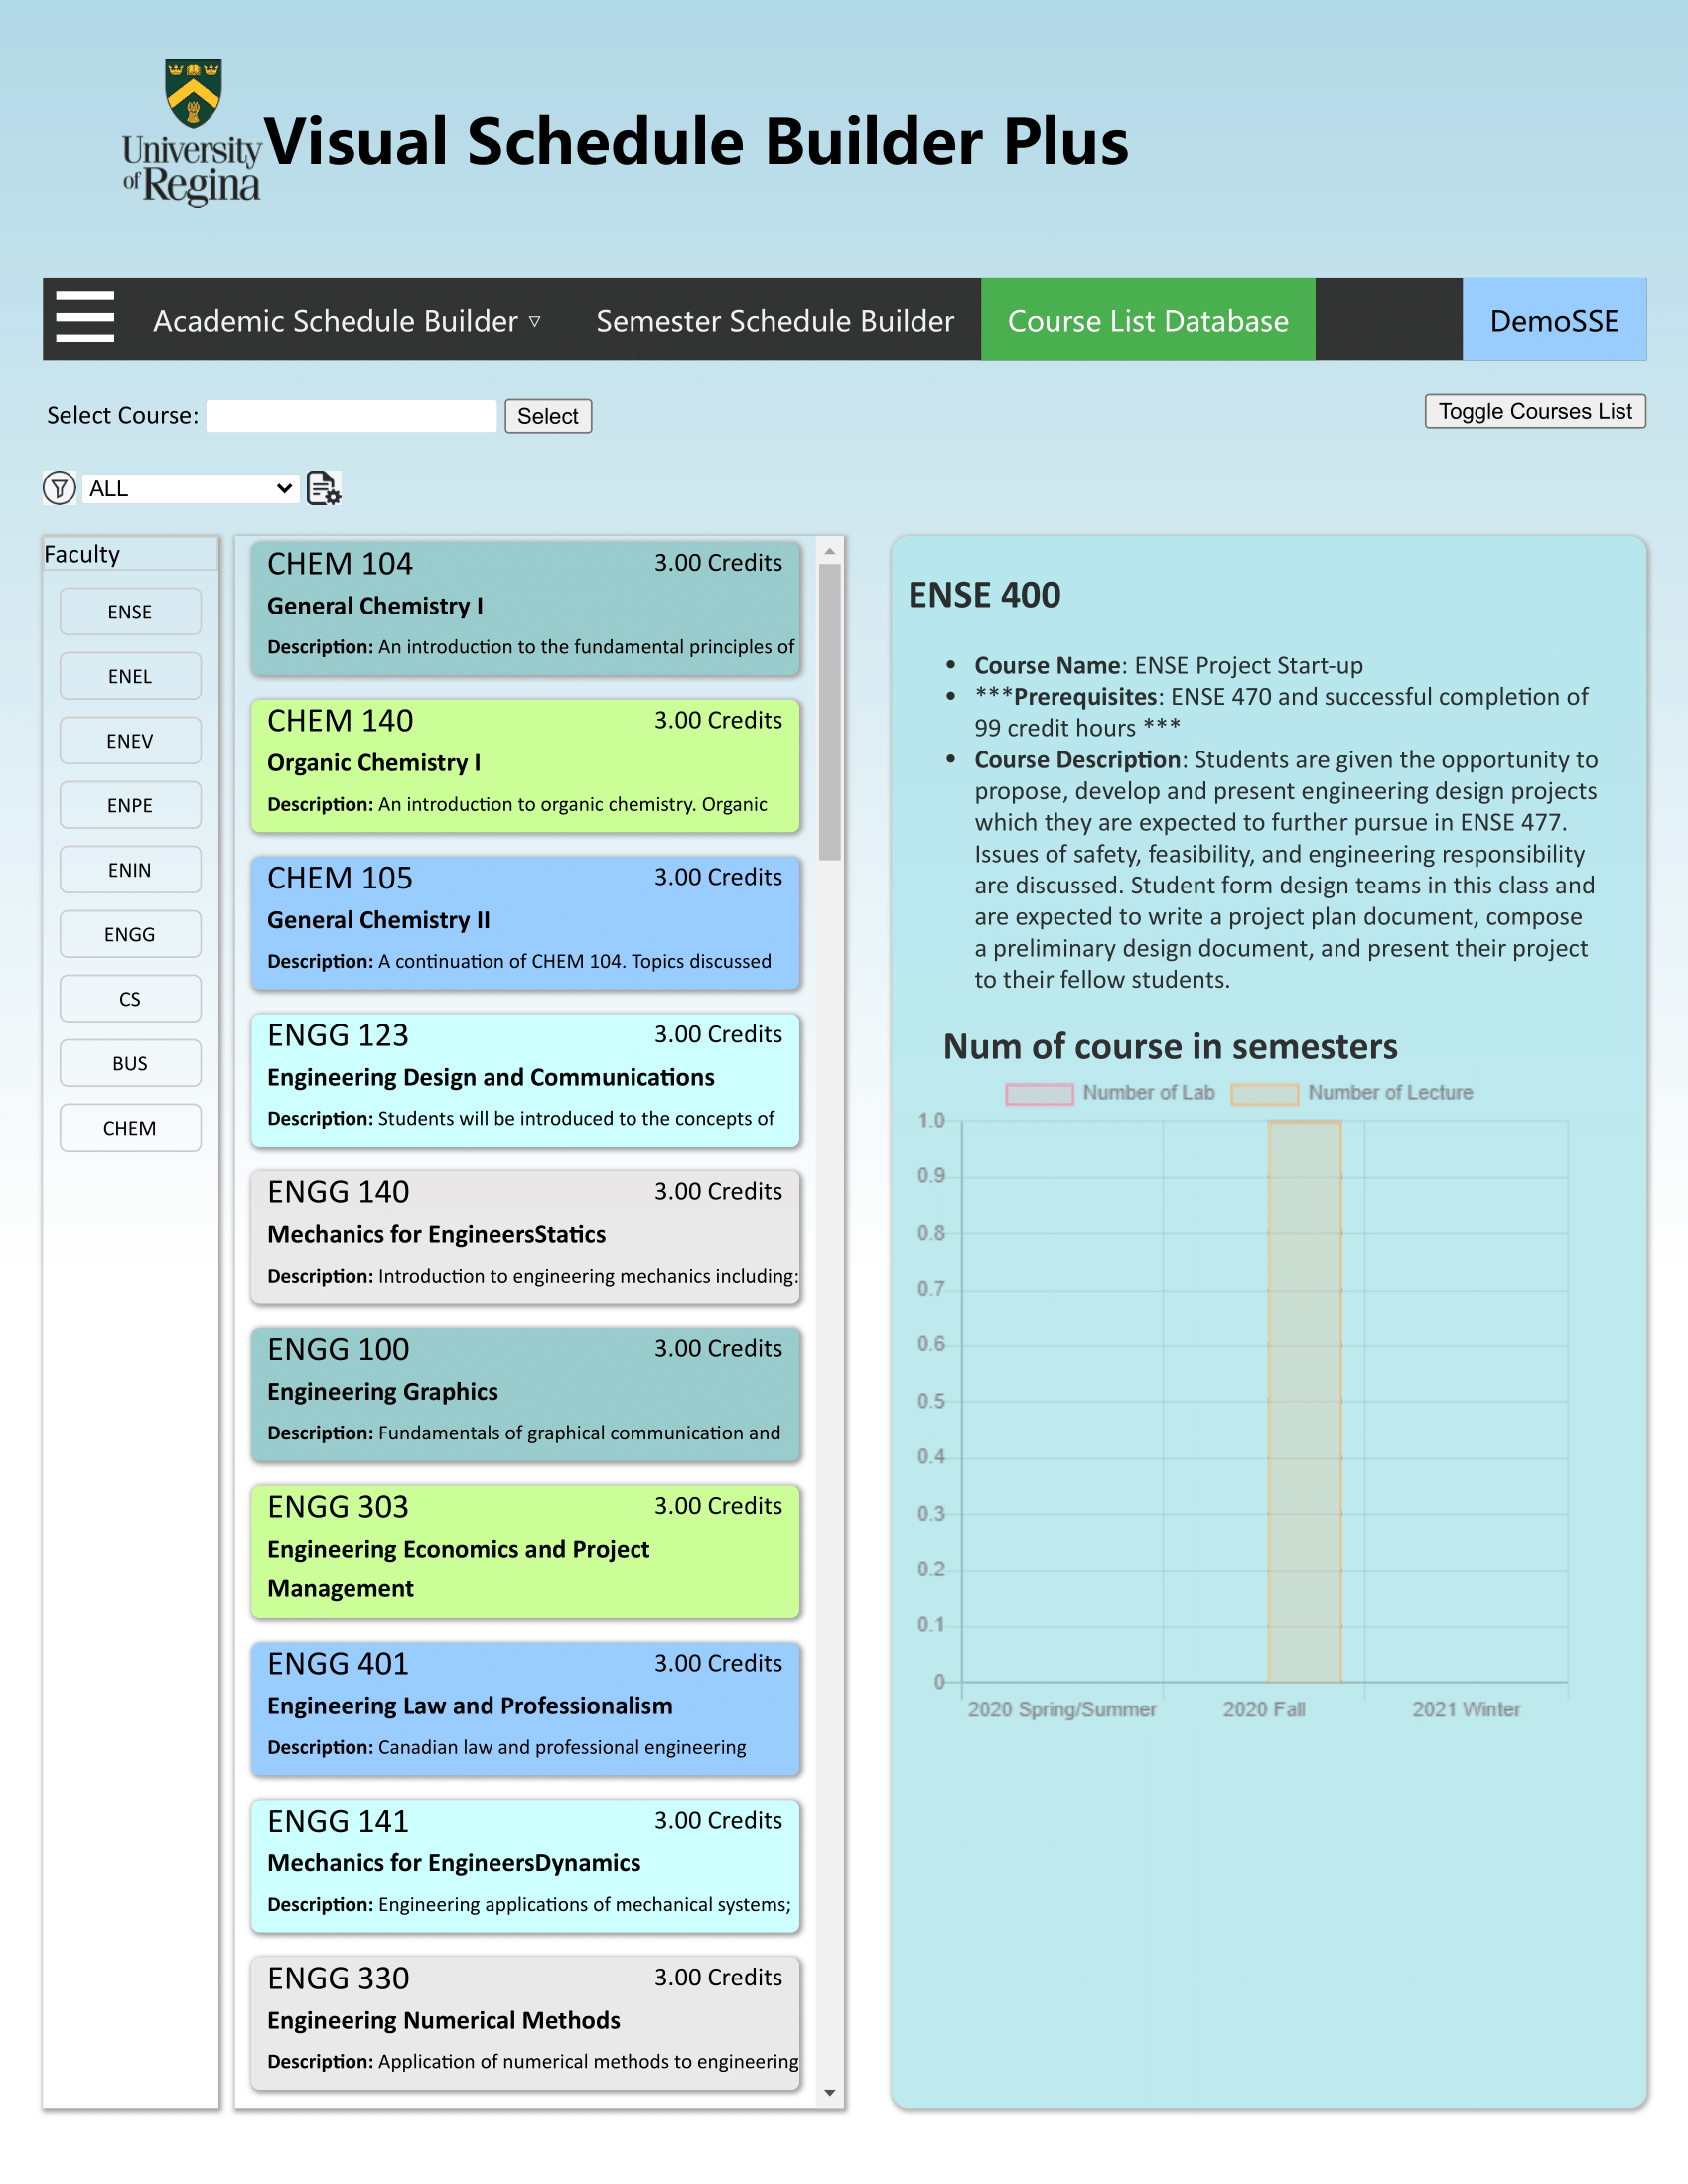 University
of Regina
Visual Schedule Builder Plus
Academic Schedule Builder ▽
Semester Schedule Builder
Course List Database
DemoSSE
Select Course:
Select
Toggle Courses List
ALL
Faculty
ENSE
ENEL
ENEV
ENPE
ENIN
ENGG
CS
BUS
CHEM
CHEM 104 3.00 Credits
General Chemistry I
Description: An introduction to the fundamental principles of
CHEM 140 3.00 Credits
Organic Chemistry I
Description: An introduction to organic chemistry. Organic
CHEM 105 3.00 Credits
General Chemistry II
Description: A continuation of CHEM 104. Topics discussed
ENGG 123 3.00 Credits
Engineering Design and Communications
Description: Students will be introduced to the concepts of
ENGG 140 3.00 Credits
Mechanics for EngineersStatics
Description: Introduction to engineering mechanics including:
ENGG 100 3.00 Credits
Engineering Graphics
Description: Fundamentals of graphical communication and
ENGG 303 3.00 Credits
Engineering Economics and Project
Management
ENGG 401 3.00 Credits
Engineering Law and Professionalism
Description: Canadian law and professional engineering
ENGG 141 3.00 Credits
Mechanics for EngineersDynamics
Description: Engineering applications of mechanical systems;
ENGG 330 3.00 Credits
Engineering Numerical Methods
Description: Application of numerical methods to engineering
ENSE 400
• Course Name: ENSE Project Start-up
• ***Prerequisites: ENSE 470 and successful completion of
99 credit hours ***
• Course Description: Students are given the opportunity to
propose, develop and present engineering design projects
which they are expected to further pursue in ENSE 477.
Issues of safety, feasibility, and engineering responsibility
are discussed. Student form design teams in this class and
are expected to write a project plan document, compose
a preliminary design document, and present their project
to their fellow students.
Num of course in semesters
Number of Lab Number of Lecture
1.0
0.9
0.8
0.7
0.6
0.5
0.4
0.3
0.2
0.1
0
2020 Spring/Summer 2020 Fall 2021 Winter